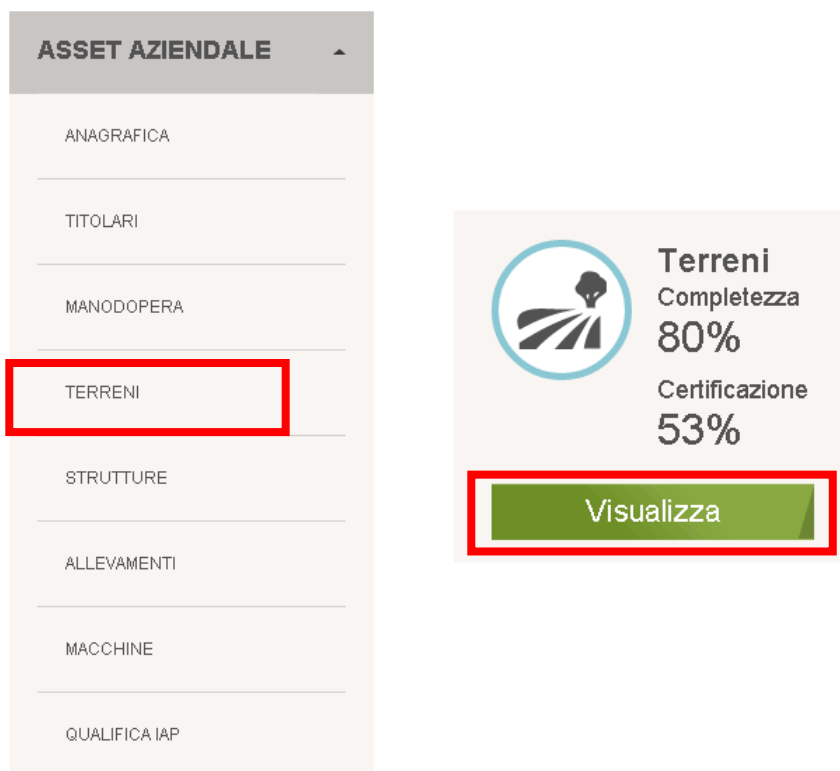 ASSET AZIENDALE
ANAGRAFICA
TITOLARI
MANODOPERA
TERRENI
STRUTTURE
ALLEVAMENTI
MACCHINE
QUALIFICA IAP
Terreni
Completezza
80%
Certificazione
53%
Visualizza